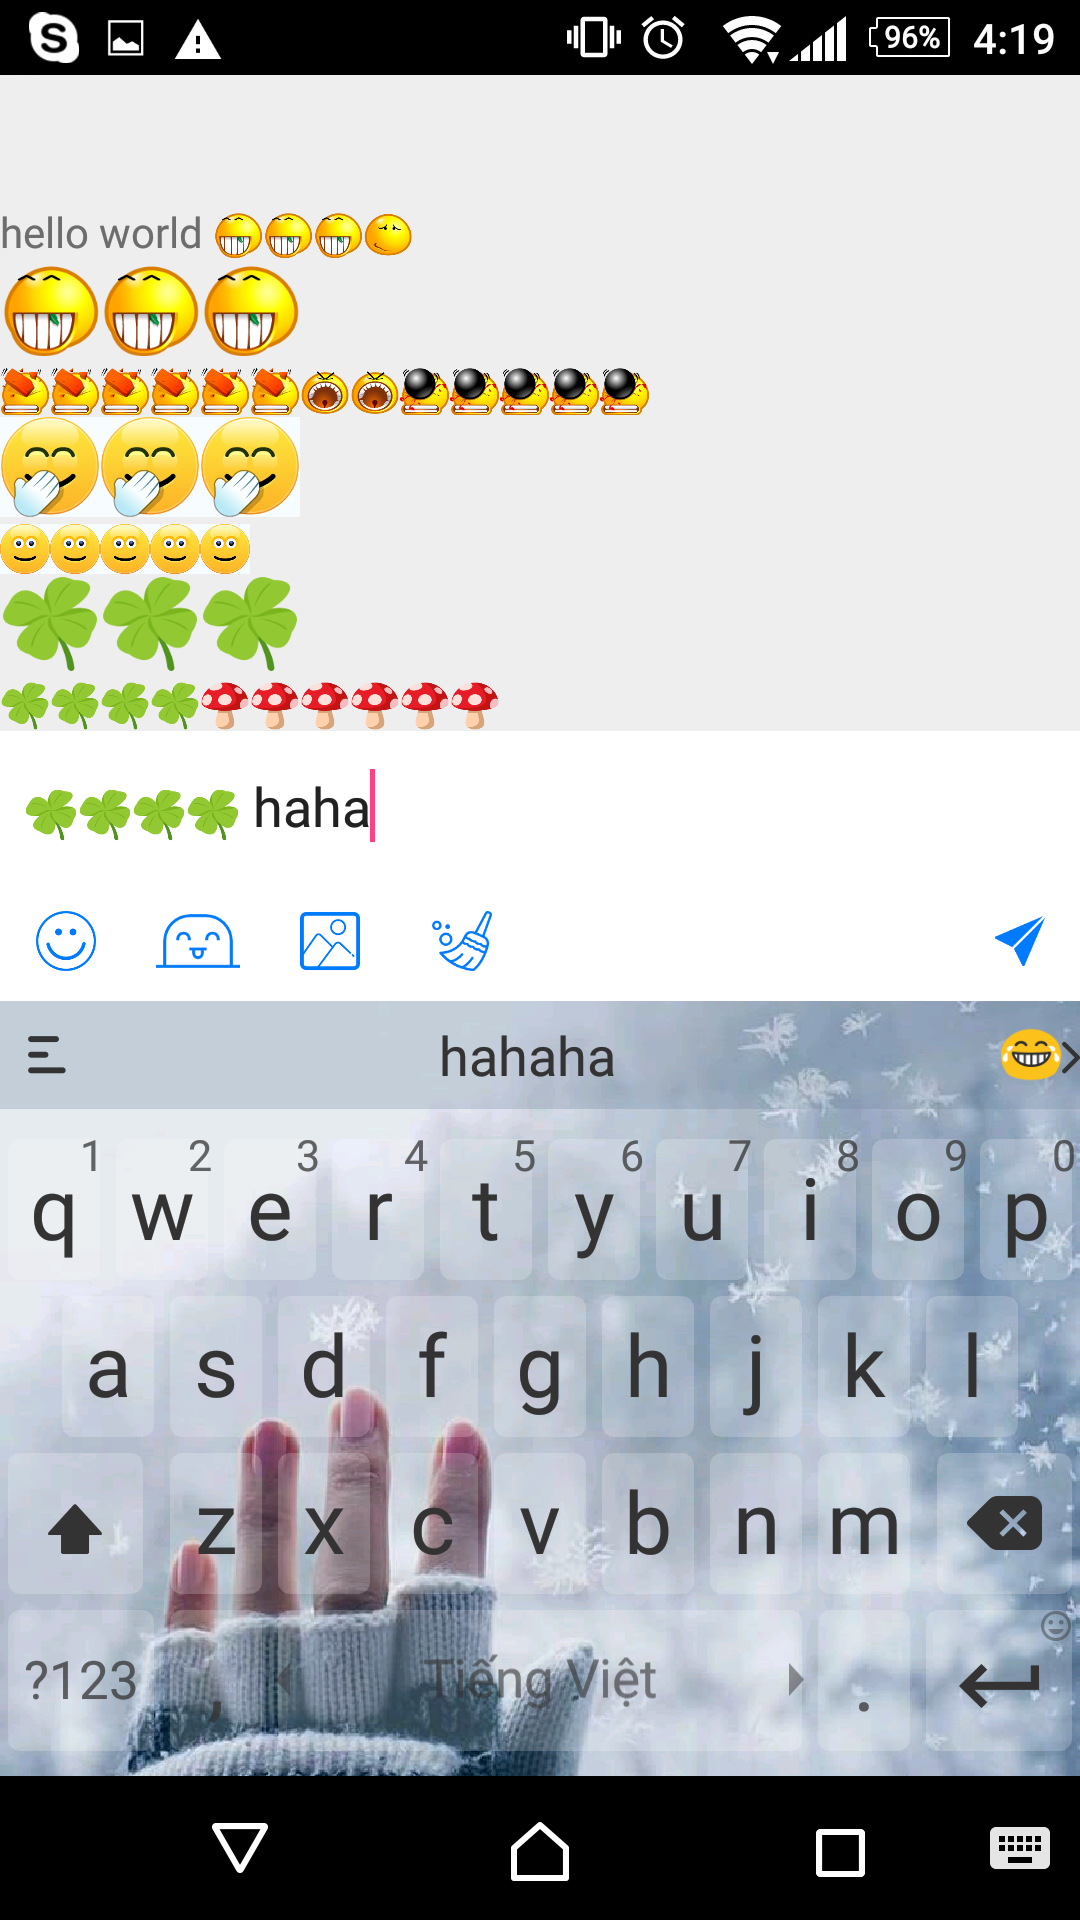 96% 4:19
hello world
haha
hahaha
1 2 3 4 5 6 7 8 9 0
q w e r t y u i o p
a s d f g h j k l
z x c v b n m
?123 , Tiếng Việt .